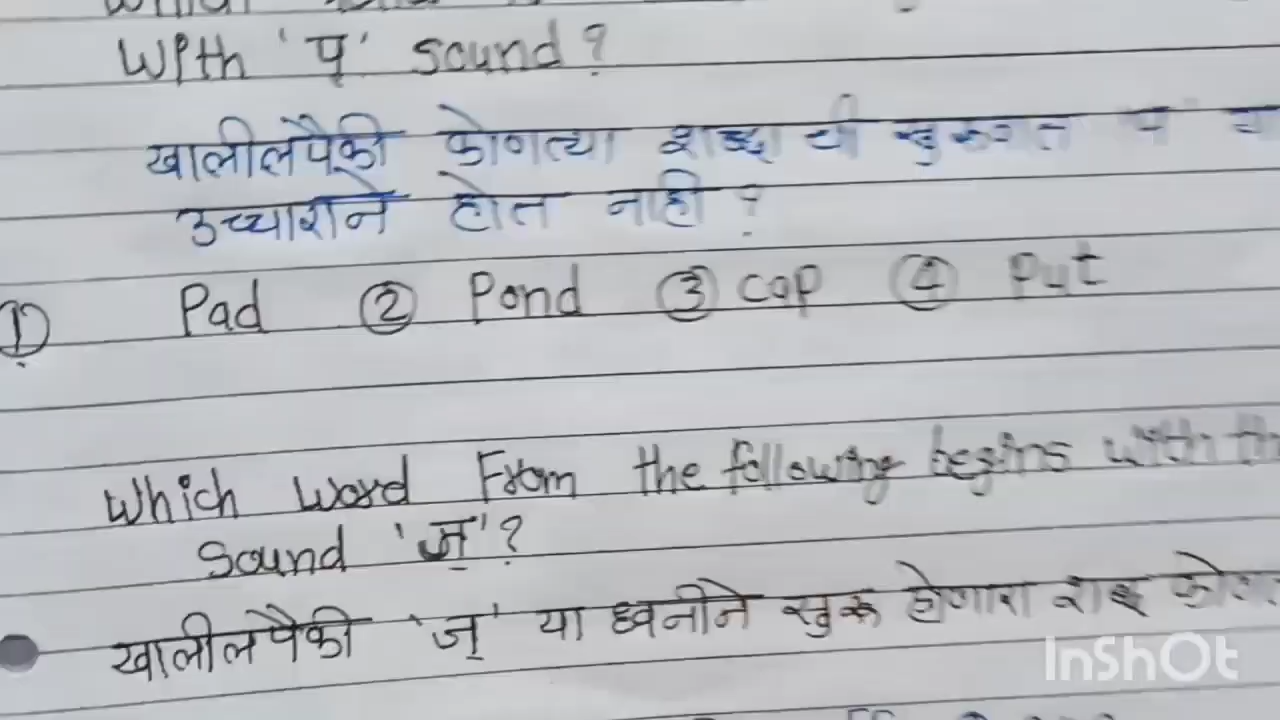 With 'प्' sound?
खालीलपैकी कोणत्या शब्दाची सुरुवात प
उच्चाराने होत नाही?
① Pad ② Pond ③ cap ④ Put
Which word From the following begins with th
sound 'ज्'?
खालीलपैकी 'ज्' या ध्वनीने सुरू होणारा शब्द
InShOt